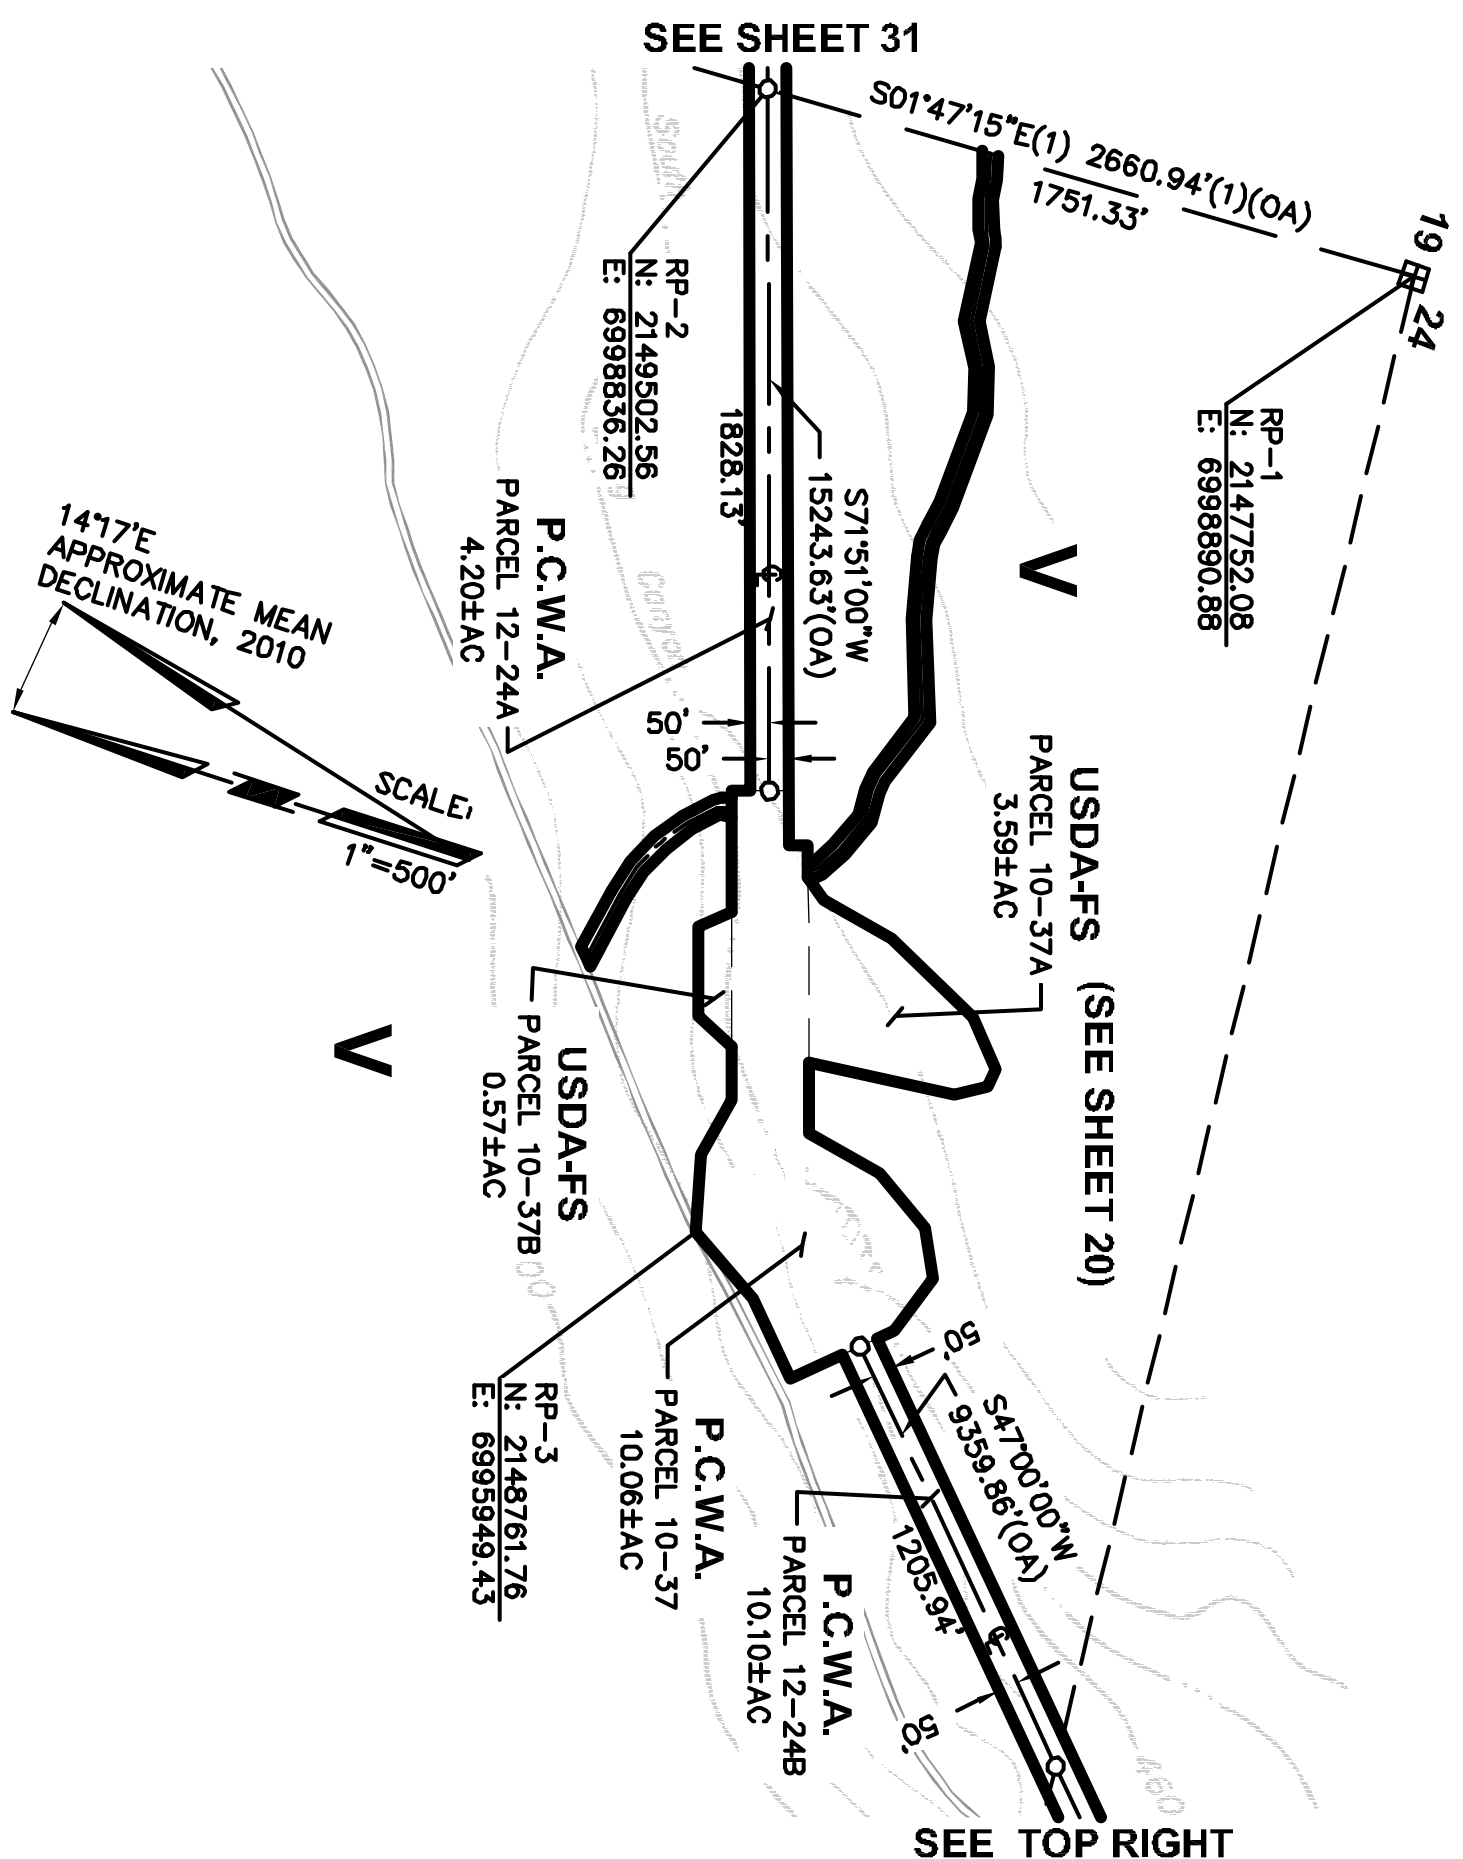 SEE SHEET 31
S01°47'15"E(1) 2660.94'(1)(OA)
1751.33'
19
24
RP-1
N: 2147752.08
E: 6998890.88
RP-2
N: 2149502.56
E: 6998836.26
1828.13'
S71°51'00"W
15243.63'(OA)
V
P.C.W.A.
PARCEL 12-24A
4.20±AC
14°17'E
APPROXIMATE MEAN
DECLINATION, 2010
SCALE:
1"=500'
50'
50'
USDA-FS (SEE SHEET 20)
PARCEL 10-37A
3.59±AC
V
USDA-FS
PARCEL 10-37B
0.57±AC
RP-3
N: 2148761.76
E: 6995949.43
P.C.W.A.
PARCEL 10-37
10.06±AC
50'
S47°00'00"W
9359.86'(OA)
1205.94'
P.C.W.A.
PARCEL 12-24B
10.10±AC
50'
SEE TOP RIGHT